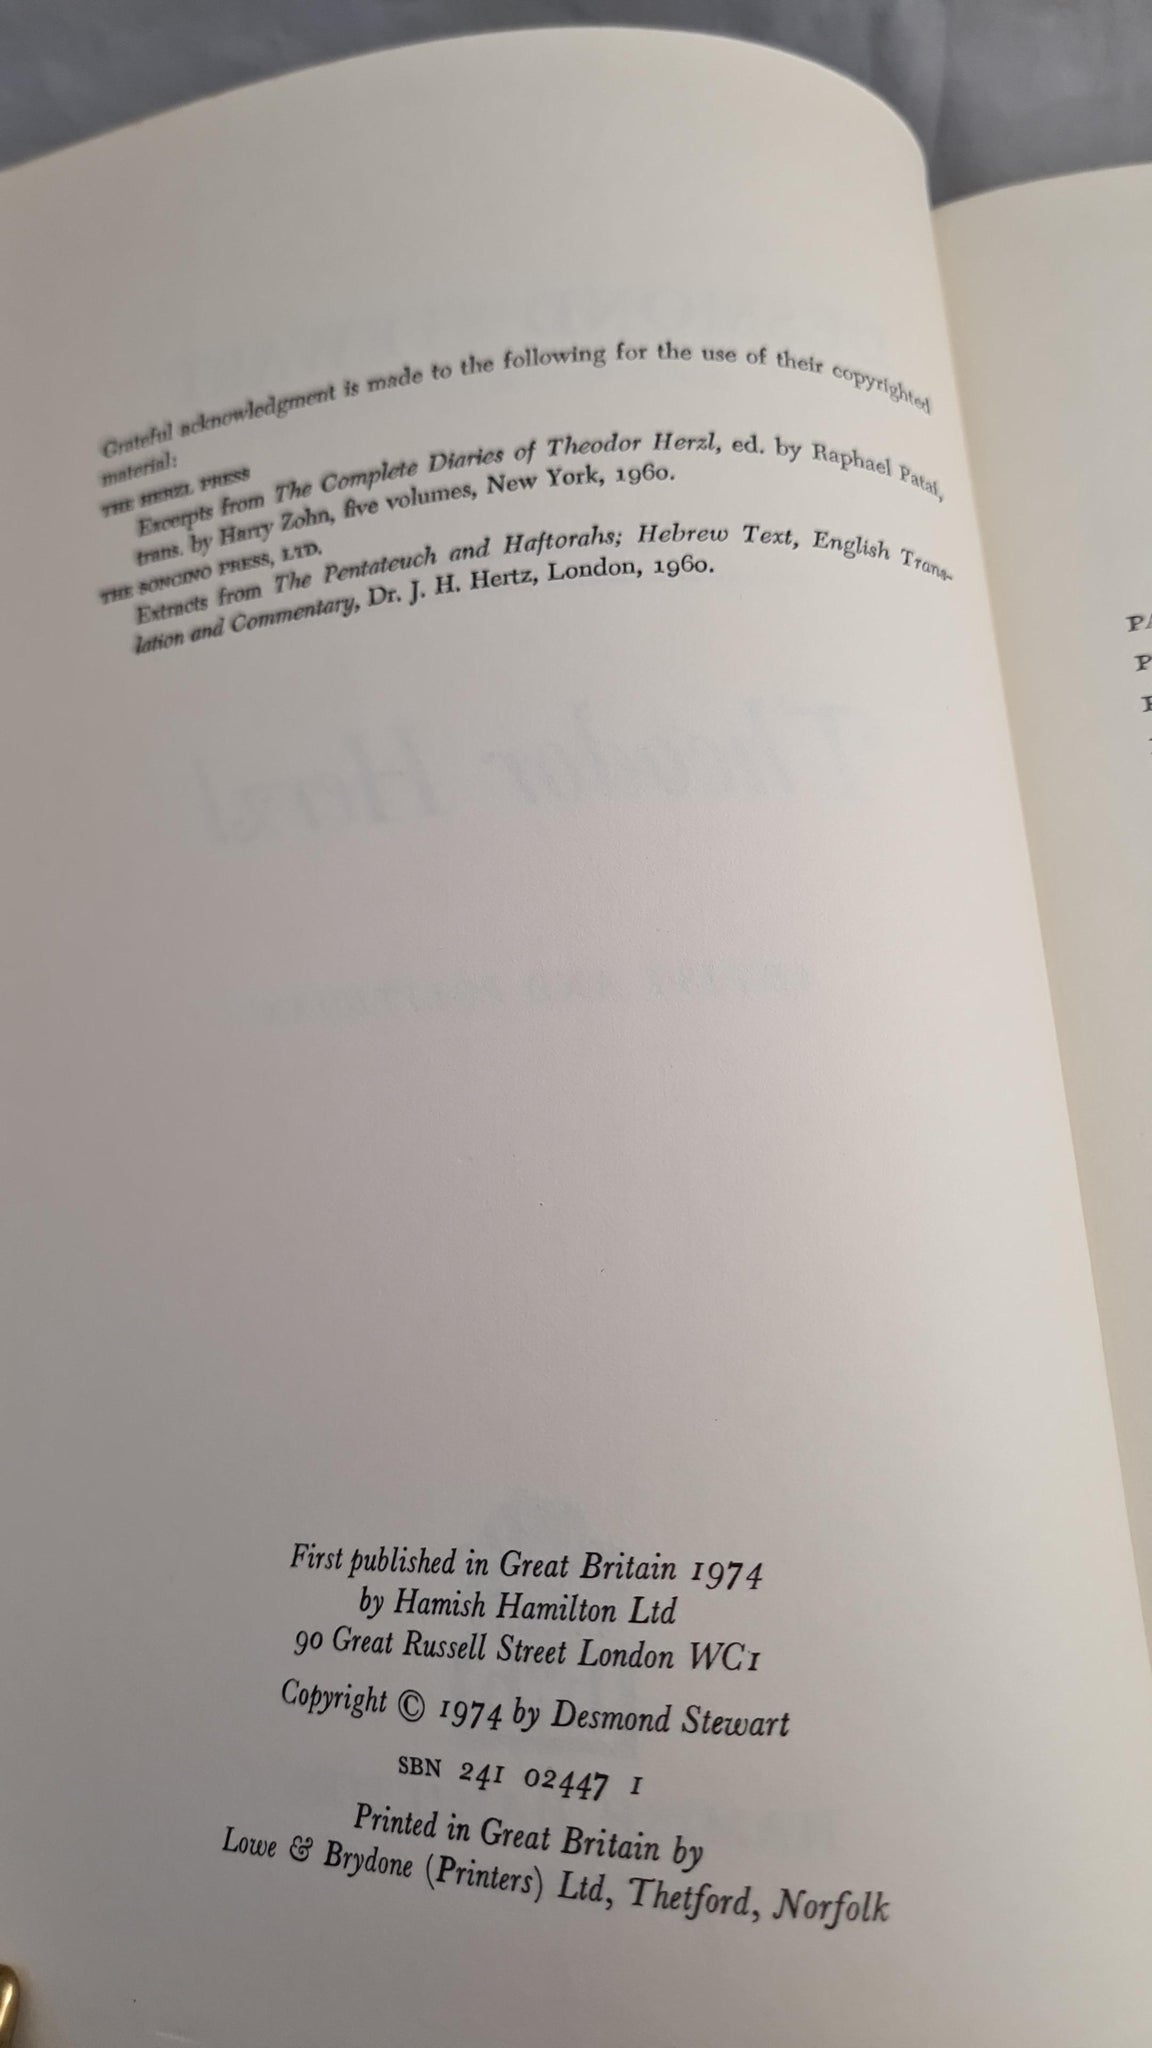 Grateful acknowledgment is made to the following for the use of their copyrighted
material:
THE HERZL PRESS
Excerpts from The Complete Diaries of Theodor Herzl, ed. by Raphael Patai,
trans. by Harry Zohn, five volumes, New York, 1960.
THE SONCINO PRESS, LTD.
Extracts from The Pentateuch and Haftorahs; Hebrew Text, English Trans-
lation and Commentary, Dr. J. H. Hertz, London, 1960.
Theodor Herzl
First published in Great Britain 1974
by Hamish Hamilton Ltd
90 Great Russell Street London WC1
Copyright © 1974 by Desmond Stewart
SBN 241 02447 1
Printed in Great Britain by
Lowe & Brydone (Printers) Ltd, Thetford, Norfolk